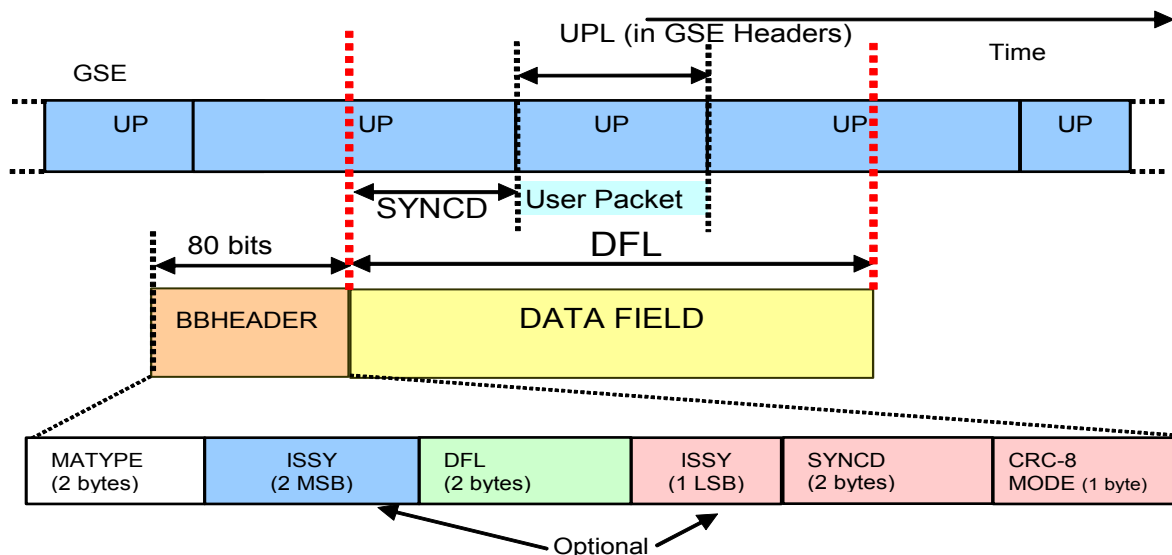 UPL (in GSE Headers)
Time
GSE
UP
UP
UP
UP
UP
SYNCD
User Packet
80 bits
DFL
BBHEADER
DATA FIELD
MATYPE
(2 bytes)
ISSY
(2 MSB)
DFL
(2 bytes)
ISSY
(1 LSB)
SYNCD
(2 bytes)
CRC-8
MODE (1 byte)
Optional